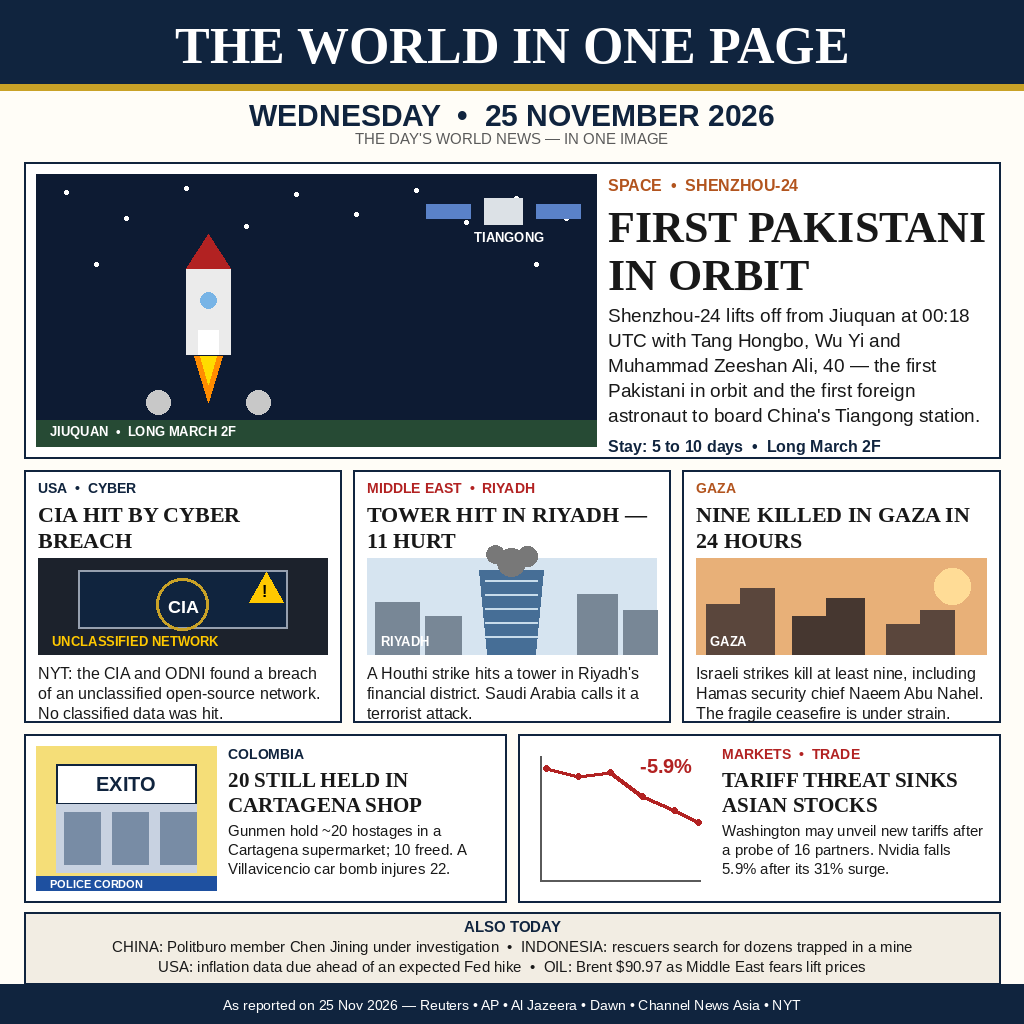 THE WORLD IN ONE PAGE
WEDNESDAY • 25 NOVEMBER 2026
THE DAY'S WORLD NEWS — IN ONE IMAGE
TIANGONG
JIUQUAN • LONG MARCH 2F
SPACE • SHENZHOU-24
FIRST PAKISTANI
IN ORBIT
Shenzhou-24 lifts off from Jiuquan at 00:18
UTC with Tang Hongbo, Wu Yi and
Muhammad Zeeshan Ali, 40 — the first
Pakistani in orbit and the first foreign
astronaut to board China's Tiangong station.
Stay: 5 to 10 days • Long March 2F
USA • CYBER
CIA HIT BY CYBER
BREACH
CIA
!
UNCLASSIFIED NETWORK
NYT: the CIA and ODNI found a breach
of an unclassified open-source network.
No classified data was hit.
MIDDLE EAST • RIYADH
TOWER HIT IN RIYADH —
11 HURT
RIYADH
A Houthi strike hits a tower in Riyadh's
financial district. Saudi Arabia calls it a
terrorist attack.
GAZA
NINE KILLED IN GAZA IN
24 HOURS
GAZA
Israeli strikes kill at least nine, including
Hamas security chief Naeem Abu Nahel.
The fragile ceasefire is under strain.
EXITO
POLICE CORDON
COLOMBIA
20 STILL HELD IN
CARTAGENA SHOP
Gunmen hold ~20 hostages in a
Cartagena supermarket; 10 freed. A
Villavicencio car bomb injures 22.
-5.9%
MARKETS • TRADE
TARIFF THREAT SINKS
ASIAN STOCKS
Washington may unveil new tariffs after
a probe of 16 partners. Nvidia falls
5.9% after its 31% surge.
ALSO TODAY
CHINA: Politburo member Chen Jining under investigation • INDONESIA: rescuers search for dozens trapped in a mine
USA: inflation data due ahead of an expected Fed hike • OIL: Brent $90.97 as Middle East fears lift prices
As reported on 25 Nov 2026 — Reuters • AP • Al Jazeera • Dawn • Channel News Asia • NYT